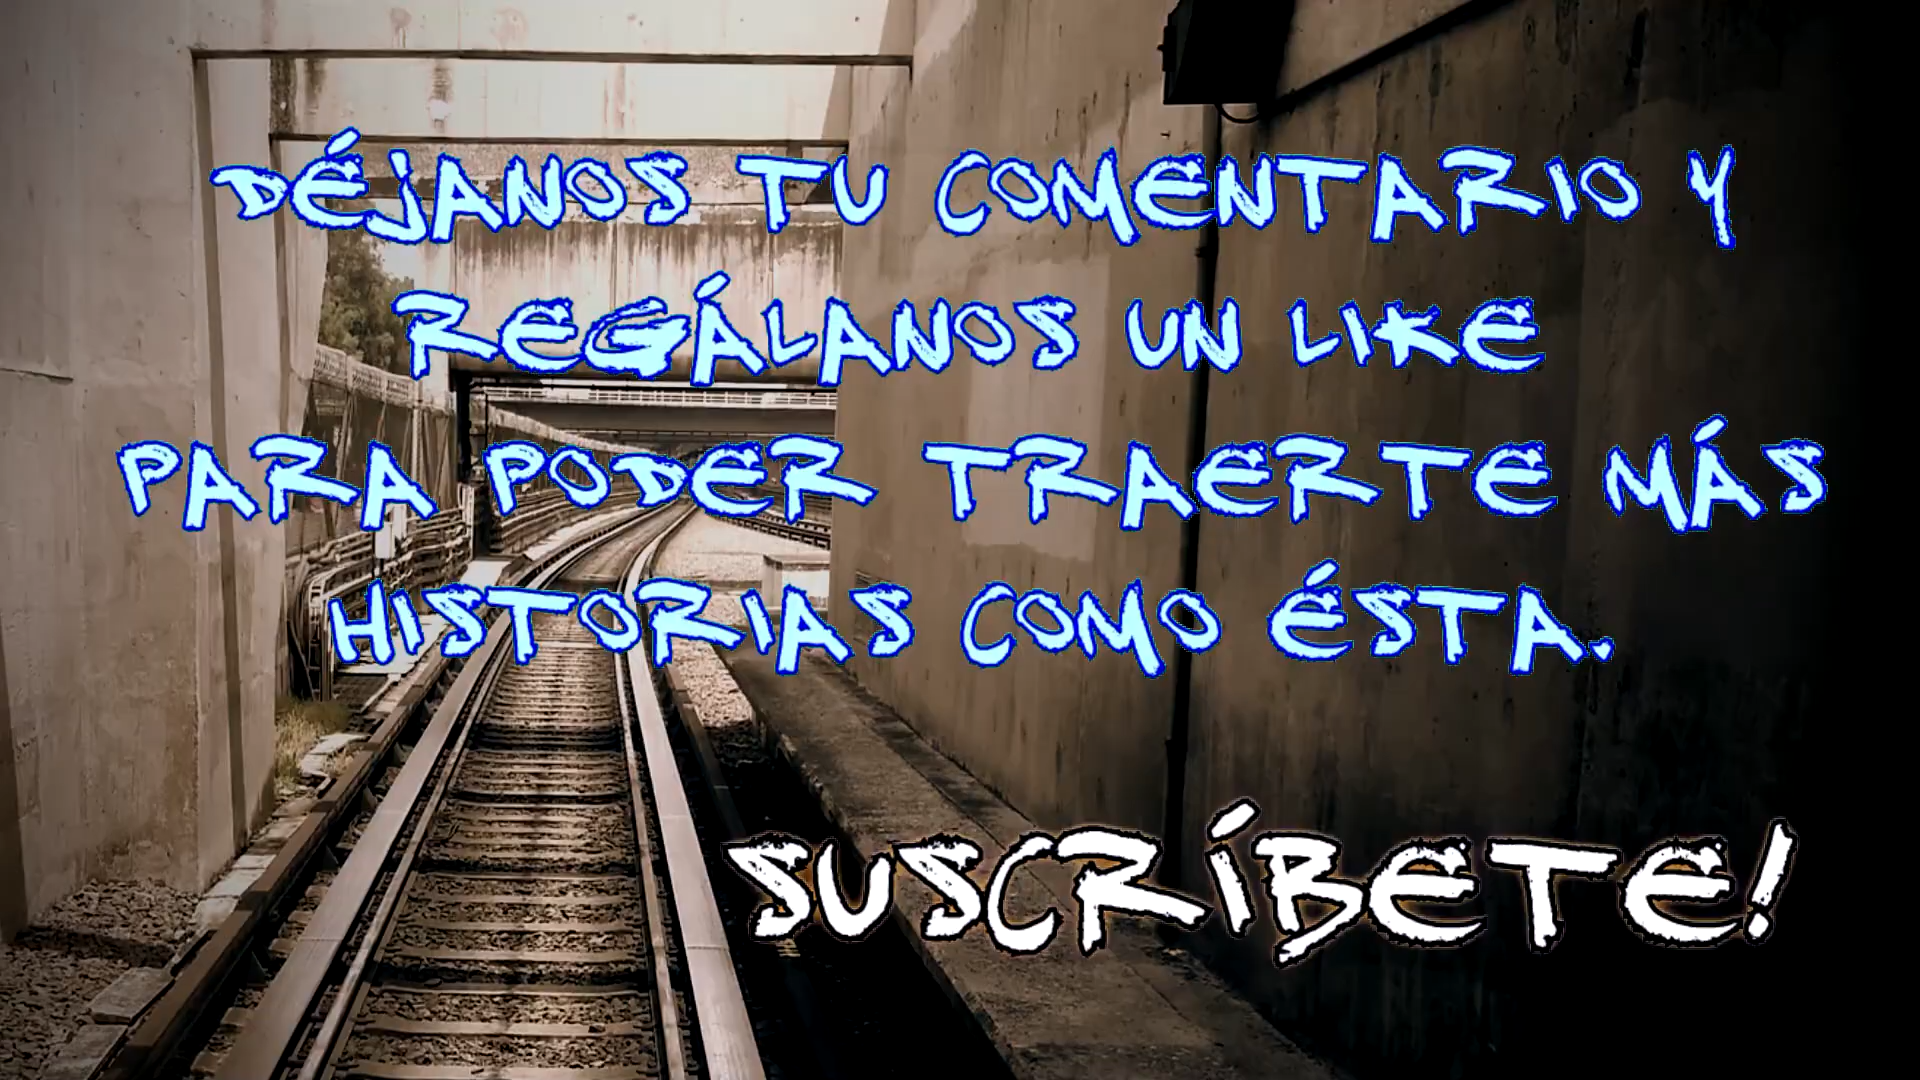 DÉJANOS TU COMENTARIO Y
REGÁLANOS UN LIKE
PARA PODER TRAERTE MÁS
HISTORIAS COMO ÉSTA.
SUSCRÍBETE!